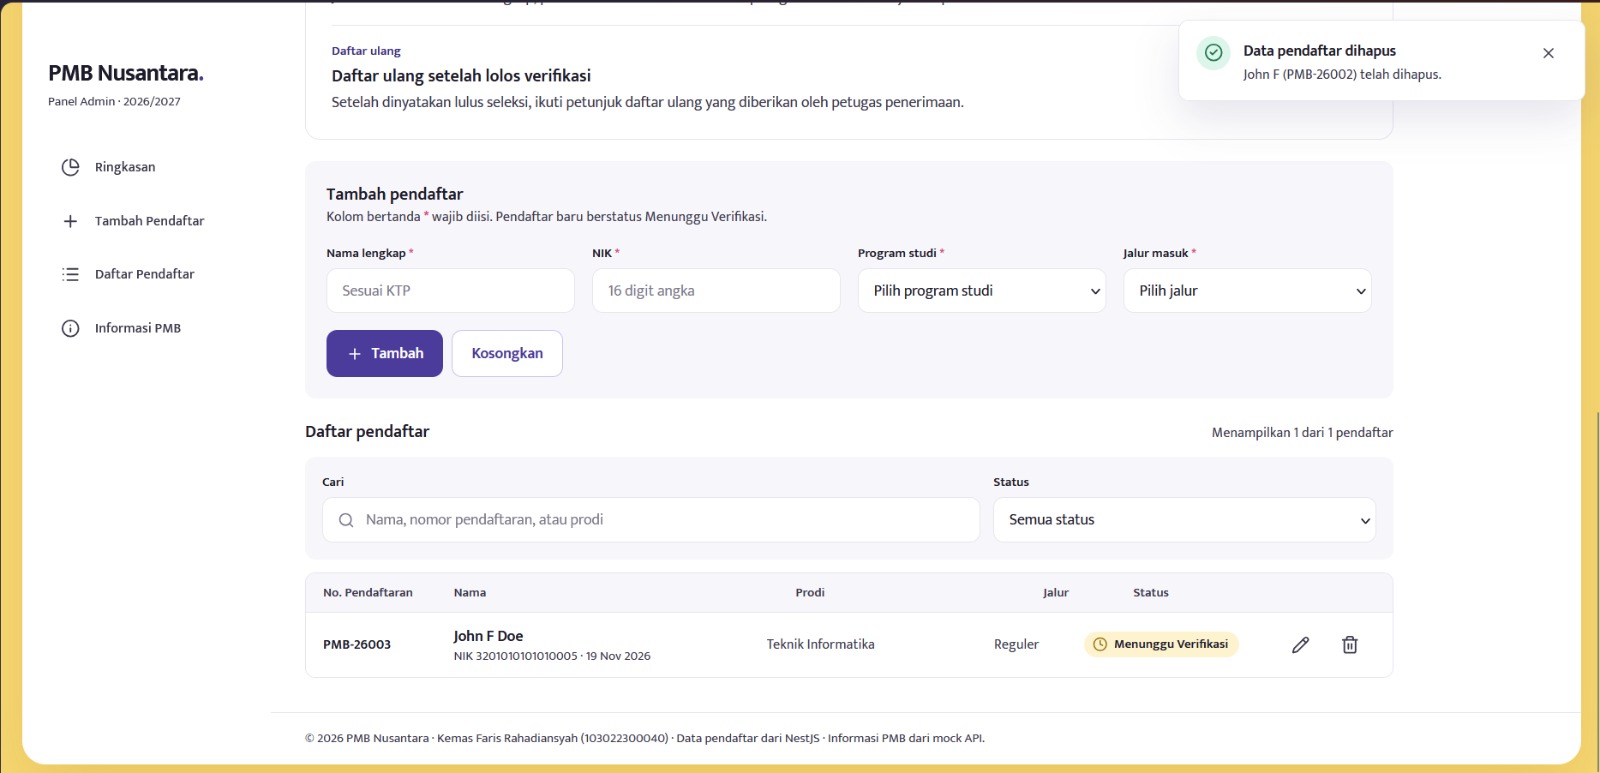 PMB Nusantara.
Panel Admin · 2026/2027
Ringkasan
Tambah Pendaftar
Daftar Pendaftar
Informasi PMB
Daftar ulang
Daftar ulang setelah lolos verifikasi
Setelah dinyatakan lulus seleksi, ikuti petunjuk daftar ulang yang diberikan oleh petugas penerimaan.
Data pendaftar dihapus
John F (PMB-26002) telah dihapus.
Tambah pendaftar
Kolom bertanda * wajib diisi. Pendaftar baru berstatus Menunggu Verifikasi.
Nama lengkap * NIK * Program studi * Jalur masuk *
Sesuai KTP 16 digit angka Pilih program studi Pilih jalur
+ Tambah Kosongkan
Daftar pendaftar Menampilkan 1 dari 1 pendaftar
Cari Status
Nama, nomor pendaftaran, atau prodi Semua status
No. Pendaftaran Nama Prodi Jalur Status
PMB-26003 John F Doe Teknik Informatika Reguler Menunggu Verifikasi
NIK 3201010101010005 · 19 Nov 2026
© 2026 PMB Nusantara · Kemas Faris Rahadiansyah (103022300040) · Data pendaftar dari NestJS · Informasi PMB dari mock API.